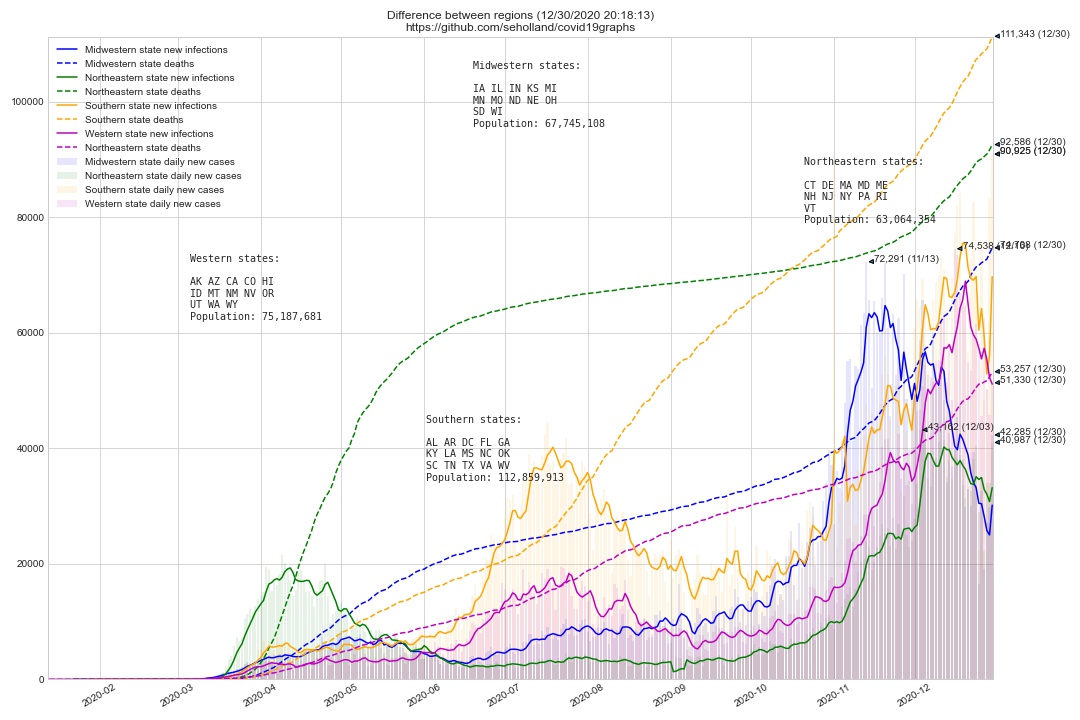 Difference between regions (12/30/2020 20:18:13)
https://github.com/seholland/covid19graphs
Midwestern state new infections
Midwestern state deaths
Northeastern state new infections
Northeastern state deaths
Southern state new infections
Southern state deaths
Western state new infections
Northeastern state deaths
Midwestern state daily new cases
Northeastern state daily new cases
Southern state daily new cases
Western state daily new cases
Midwestern states:
IA IL IN KS MI
MN MO ND NE OH
SD WI
Population: 67,745,108
Northeastern states:
CT DE MA MD ME
NH NJ NY PA RI
VT
Population: 63,064,354
Western states:
AK AZ CA CO HI
ID MT NM NV OR
UT WA WY
Population: 75,187,681
Southern states:
AL AR DC FL GA
KY LA MS NC OK
SC TN TX VA WV
Population: 112,859,913
111,343 (12/30)
92,586 (12/30)
90,925 (12/30)
74,538
(12/30)
72,291 (11/13)
53,257 (12/30)
51,330 (12/30)
43,162 (12/03)
42,285 (12/30)
40,987 (12/30)
100000
80000
60000
40000
20000
0
2020-02
2020-03
2020-04
2020-05
2020-06
2020-07
2020-08
2020-09
2020-10
2020-11
2020-12